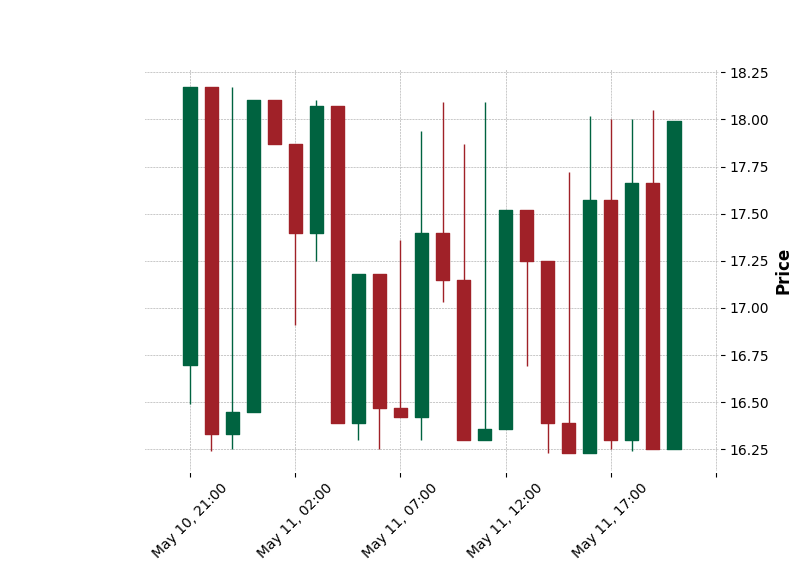 18.25
18.00
17.75
17.50
17.25
17.00
16.75
16.50
16.25
Price
May 10, 21:00
May 11, 02:00
May 11, 07:00
May 11, 12:00
May 11, 17:00